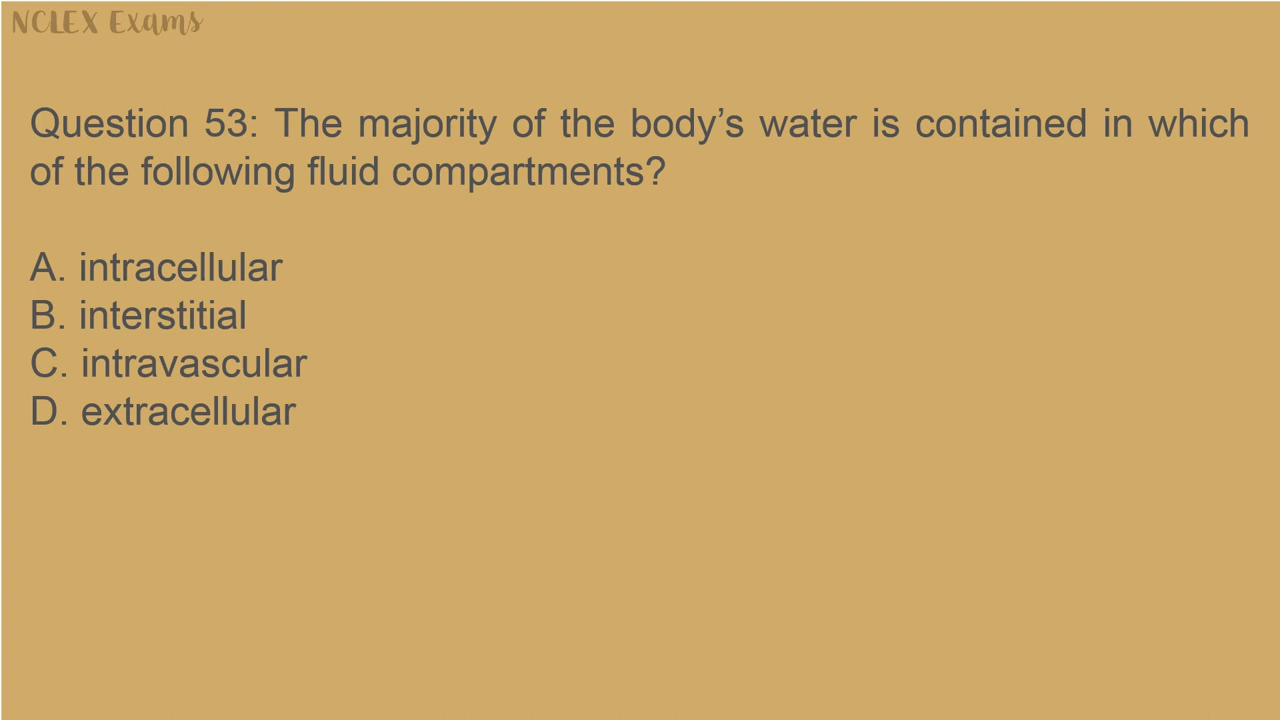 NCLEX Exams
Question 53: The majority of the body’s water is contained in which
of the following fluid compartments?
A. intracellular
B. interstitial
C. intravascular
D. extracellular